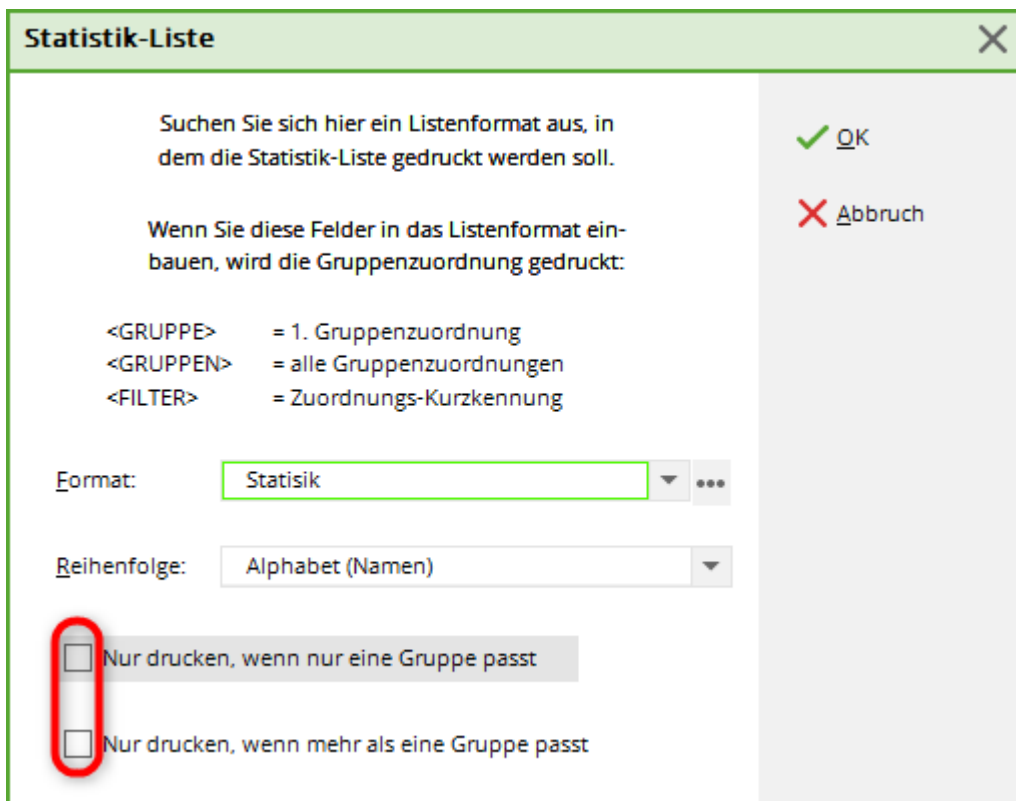 Statistik-Liste
Suchen Sie sich hier ein Listenformat aus, in
dem die Statistik-Liste gedruckt werden soll.
OK
Abbruch
Wenn Sie diese Felder in das Listenformat ein-
bauen, wird die Gruppenzuordnung gedruckt:
<GRUPPE> = 1. Gruppenzuordnung
<GRUPPEN> = alle Gruppenzuordnungen
<FILTER> = Zuordnungs-Kurzkennung
Format: Statisik
Reihenfolge: Alphabet (Namen)
Nur drucken, wenn nur eine Gruppe passt
Nur drucken, wenn mehr als eine Gruppe passt